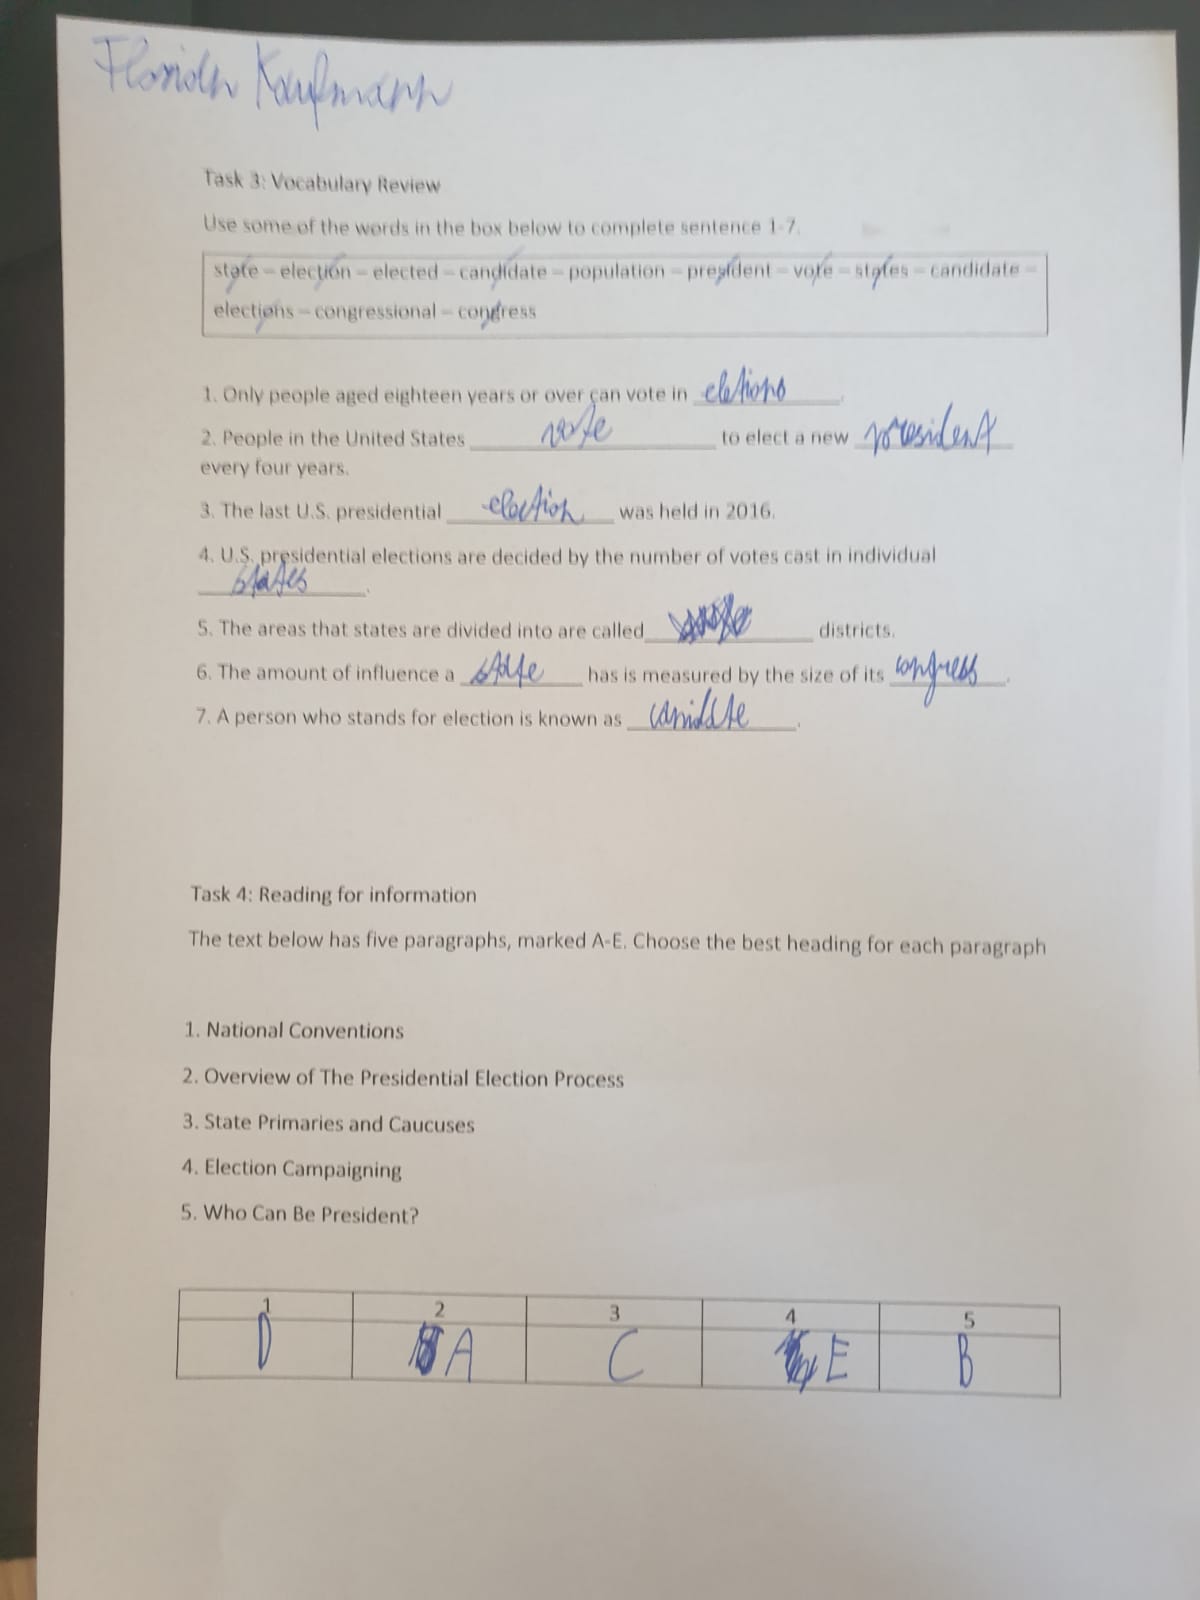 Florian Kaufmann
Task 3: Vocabulary Review
Use some of the words in the box below to complete sentence 1-7.
state – election – elected – candidate – population – president – vote – states – candidate –
elections – congressional – congress
1. Only people aged eighteen years or over can vote in eletions.
2. People in the United States vote to elect a new president
every four years.
3. The last U.S. presidential election was held in 2016.
4. U.S. presidential elections are decided by the number of votes cast in individual
states.
5. The areas that states are divided into are called districts.
6. The amount of influence a state has is measured by the size of its congress.
7. A person who stands for election is known as .
Task 4: Reading for information
The text below has five paragraphs, marked A-E. Choose the best heading for each paragraph
1. National Conventions
2. Overview of The Presidential Election Process
3. State Primaries and Caucuses
4. Election Campaigning
5. Who Can Be President?
1 2 3 4 5
D A C E B